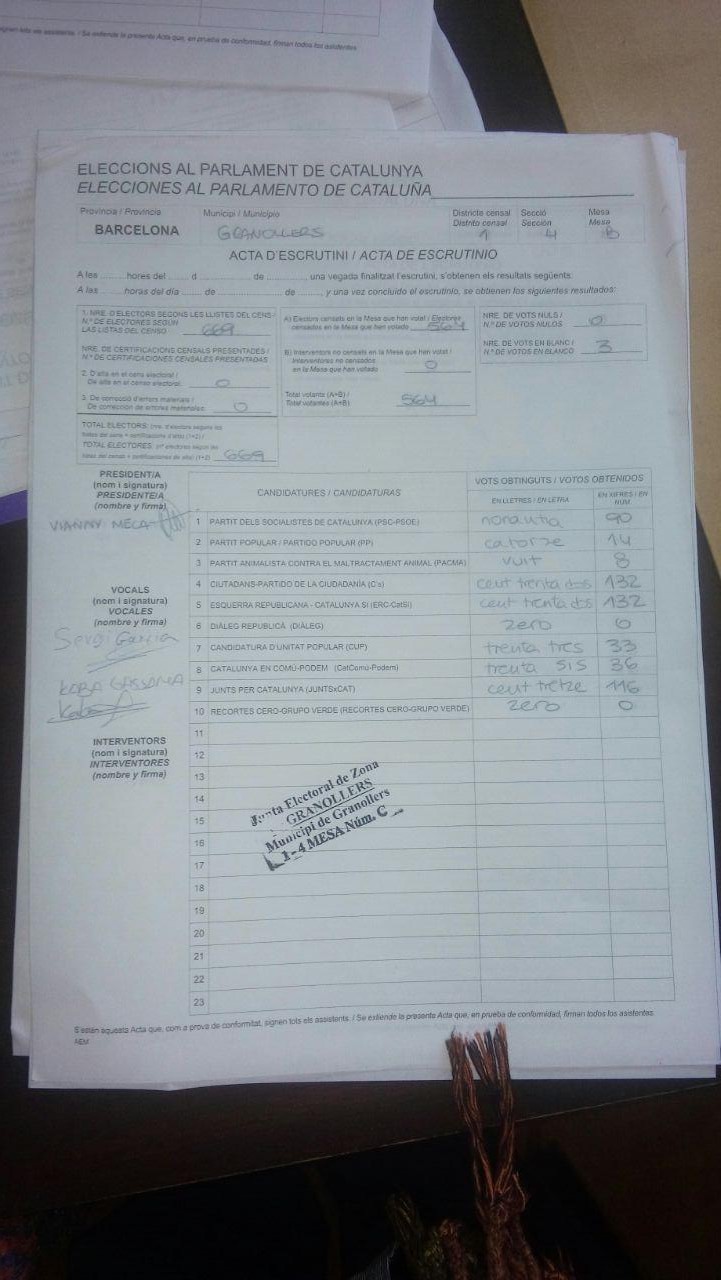 signen tots els assistents. / Se extiende la presente Acta que, en prueba de conformidad, firman todos los asistentes
ELECCIONS AL PARLAMENT DE CATALUNYA
ELECCIONES AL PARLAMENTO DE CATALUÑA
Província / Provincia Municipi / Municipio Districte censal Secció Mesa
Distrito censal Sección Mesa
BARCELONA GRANOLLERS 1 4 B
ACTA D'ESCRUTINI / ACTA DE ESCRUTINIO
A les ......... hores del ....... d .............. de .............., una vegada finalitzat l'escrutini, s'obtenen els resultats següents:
A las ......... horas del día ....... de .............. de ........, y una vez concluido el escrutinio, se obtienen los siguientes resultados:
1. NRE. D'ELECTORS SEGONS LES LLISTES DEL CENS /
N.º DE ELECTORES SEGÚN
LAS LISTAS DEL CENSO 669
NRE. DE CERTIFICACIONS CENSALS PRESENTADES /
N.º DE CERTIFICACIONES CENSALES PRESENTADAS
2. D'alta en el cens electoral /
De alta en el censo electoral: 0
3. De correcció d'errors materials /
De corrección de errores materiales: 0
TOTAL ELECTORS: (nre. d'electors segons les
llistes del cens + certificacions d'alta) (1+2) /
TOTAL ELECTORES: (nº electores según las
listas del censo + certificaciones de alta) (1+2) 669
A) Electors censats en la Mesa que han votat / Electores
censados en la Mesa que han votado 564
B) Interventors no censats en la Mesa que han votat /
Interventores no censados
en la Mesa que han votado 0
Total votants (A+B) /
Total votantes (A+B) 564
NRE. DE VOTS NULS /
N.º DE VOTOS NULOS 0
NRE. DE VOTS EN BLANC /
N.º DE VOTOS EN BLANCO 3
PRESIDENT/A
(nom i signatura)
PRESIDENTE/A
(nombre y firma)
VIANNY MECA
VOCALS
(nom i signatura)
VOCALES
(nombre y firma)
Sergi Garcia
KOBA GASSAMA
INTERVENTORS
(nom i signatura)
INTERVENTORES
(nombre y firma)
CANDIDATURES / CANDIDATURAS VOTS OBTINGUTS / VOTOS OBTENIDOS
EN LLETRES / EN LETRA EN XIFRES / EN NÚM.
1 PARTIT DELS SOCIALISTES DE CATALUNYA (PSC-PSOE) nonanta 90
2 PARTIT POPULAR / PARTIDO POPULAR (PP) catorze 14
3 PARTIT ANIMALISTA CONTRA EL MALTRACTAMENT ANIMAL (PACMA) vuit 8
4 CIUTADANS-PARTIDO DE LA CIUDADANÍA (C's) cent trenta dos 132
5 ESQUERRA REPUBLICANA - CATALUNYA SÍ (ERC-CatSí) cent trenta dos 132
6 DIÀLEG REPUBLICÀ (DIÀLEG) zero 0
7 CANDIDATURA D'UNITAT POPULAR (CUP) trenta tres 33
8 CATALUNYA EN COMÚ-PODEM (CatComú-Podem) trenta sis 36
9 JUNTS PER CATALUNYA (JUNTSxCAT) cent tretze 116
10 RECORTES CERO-GRUPO VERDE (RECORTES CERO-GRUPO VERDE) zero 0
11
12
13
14
15
16
17
18
19
20
21
22
23
Junta Electoral de Zona
GRANOLLERS
Municipi de Granollers
1-4 MESA Núm. C
S'estén aquesta Acta que, com a prova de conformitat, signen tots els assistents. / Se extiende la presente Acta que, en prueba de conformidad, firman todos los asistentes.
AEM